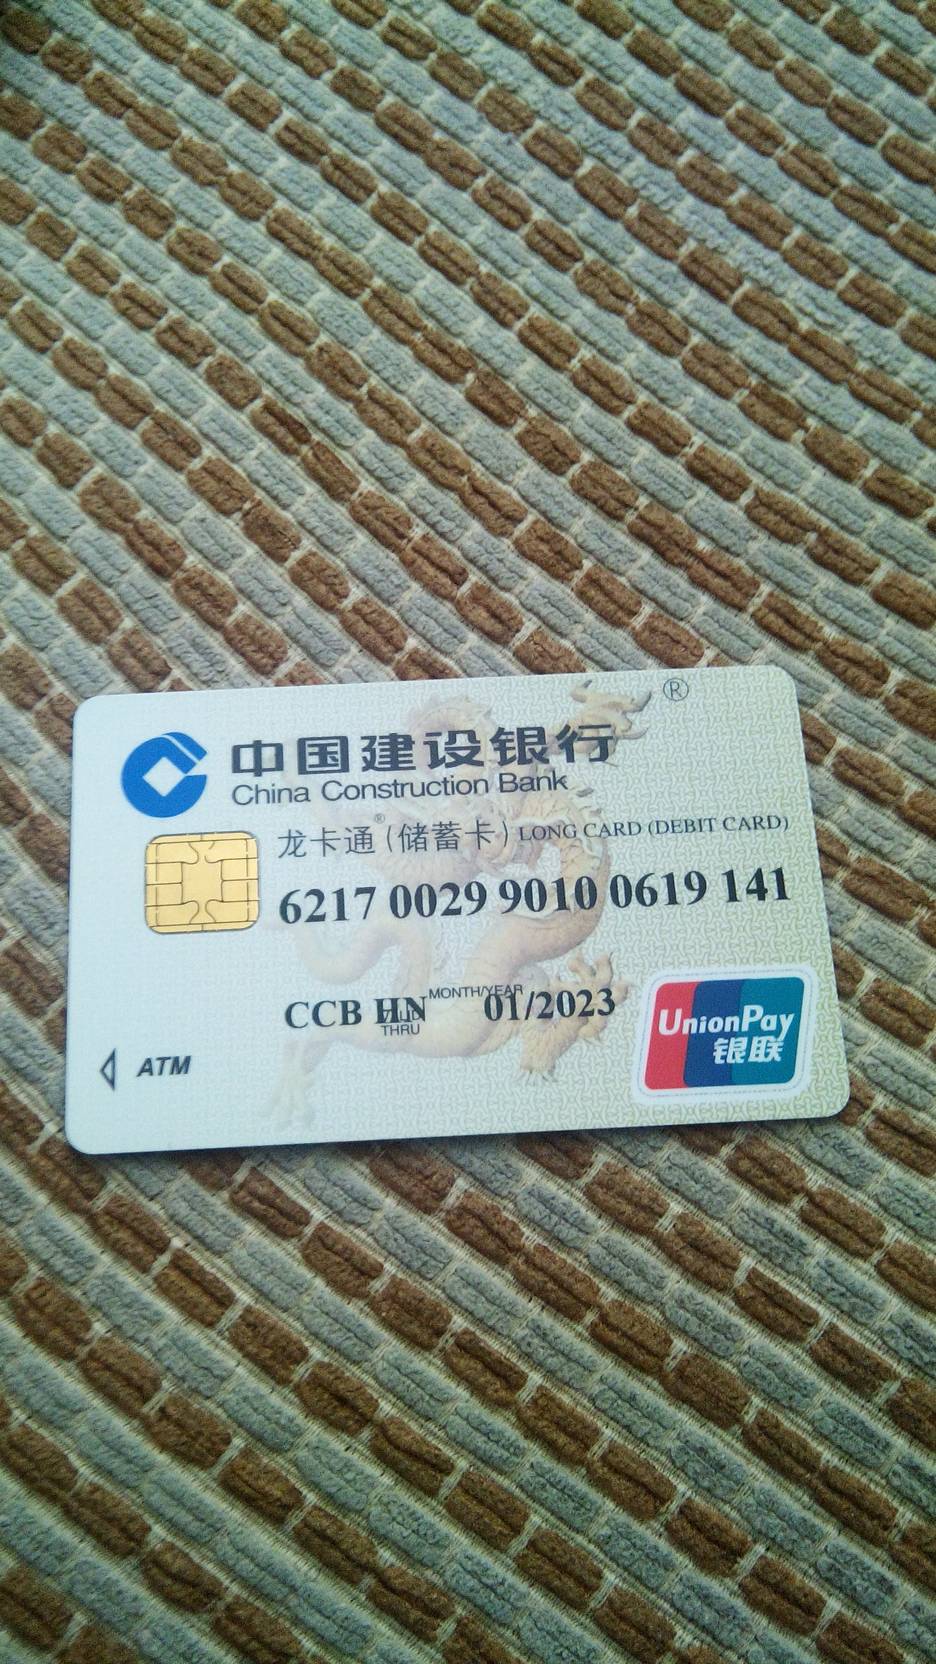 ®
中国建设银行
China Construction Bank
龙卡通®(储蓄卡) LONG CARD (DEBIT CARD)
6217 0029 9010 0619 141
MONTH/YEAR
CCB HN 01/2023
THRU
ATM
UnionPay
银联